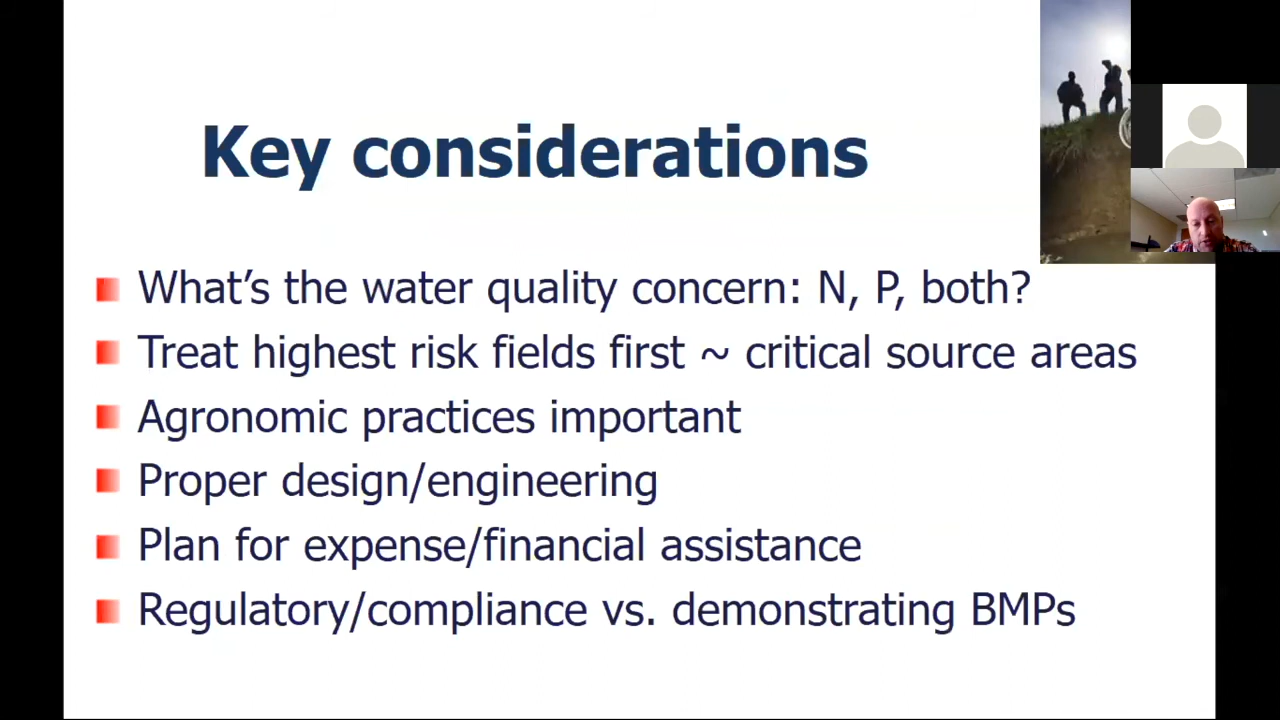 Key considerations
What's the water quality concern: N, P, both?
Treat highest risk fields first ~ critical source areas
Agronomic practices important
Proper design/engineering
Plan for expense/financial assistance
Regulatory/compliance vs. demonstrating BMPs